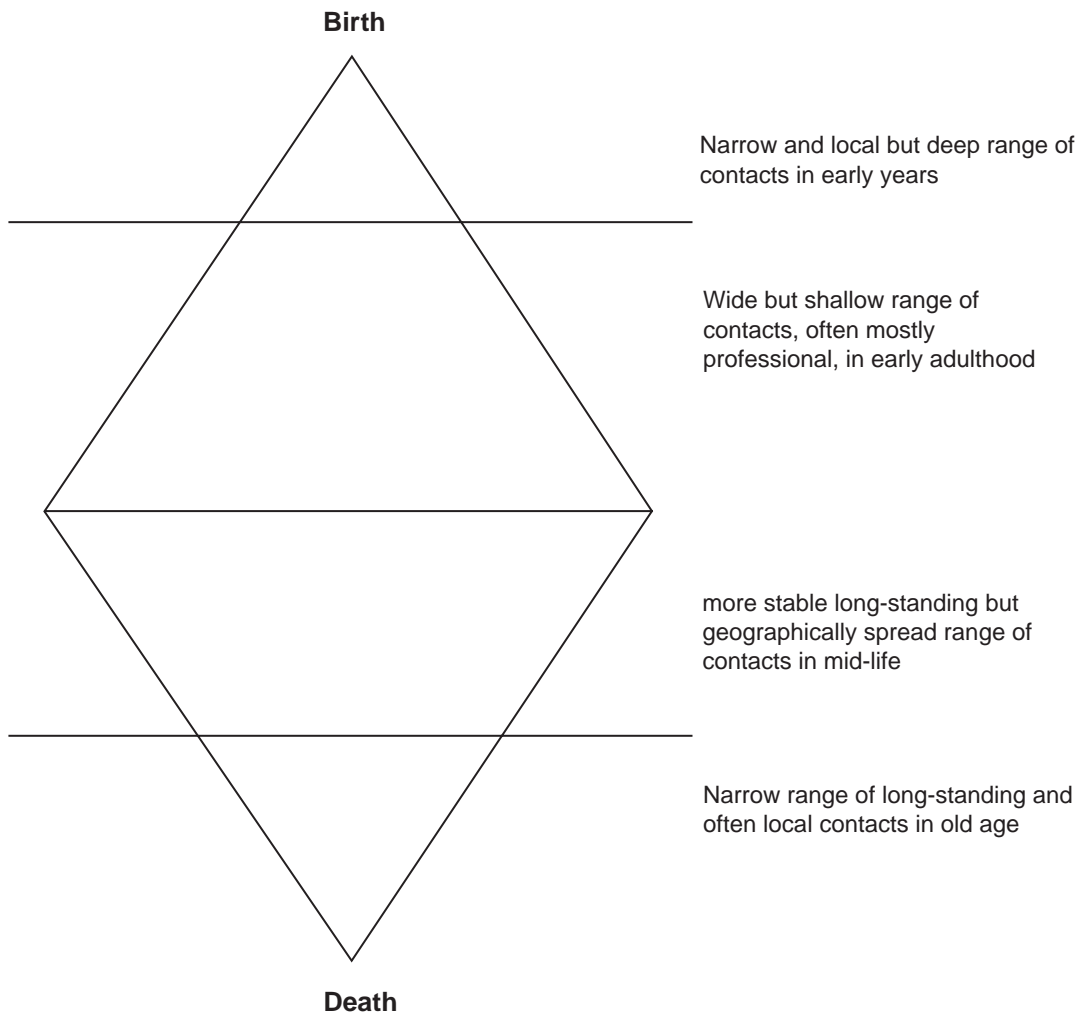 Birth
Narrow and local but deep range of
contacts in early years
Wide but shallow range of
contacts, often mostly
professional, in early adulthood
more stable long-standing but
geographically spread range of
contacts in mid-life
Narrow range of long-standing and
often local contacts in old age
Death